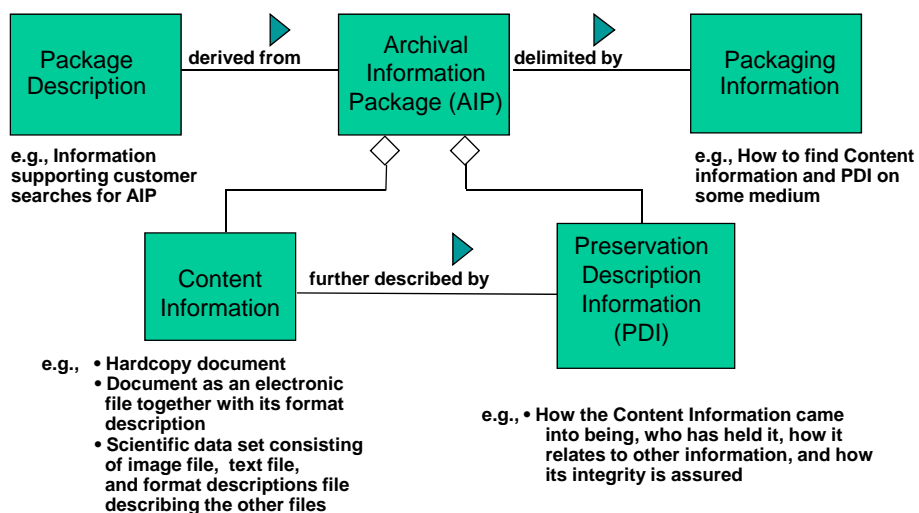 Package
Description
derived from
Archival
Information
Package (AIP)
delimited by
Packaging
Information
e.g., Information
supporting customer
searches for AIP
e.g., How to find Content
information and PDI on
some medium
Content
Information
further described by
Preservation
Description
Information
(PDI)
e.g., • Hardcopy document
• Document as an electronic
file together with its format
description
• Scientific data set consisting
of image file, text file,
and format descriptions file
describing the other files
e.g., • How the Content Information came
into being, who has held it, how it
relates to other information, and how
its integrity is assured